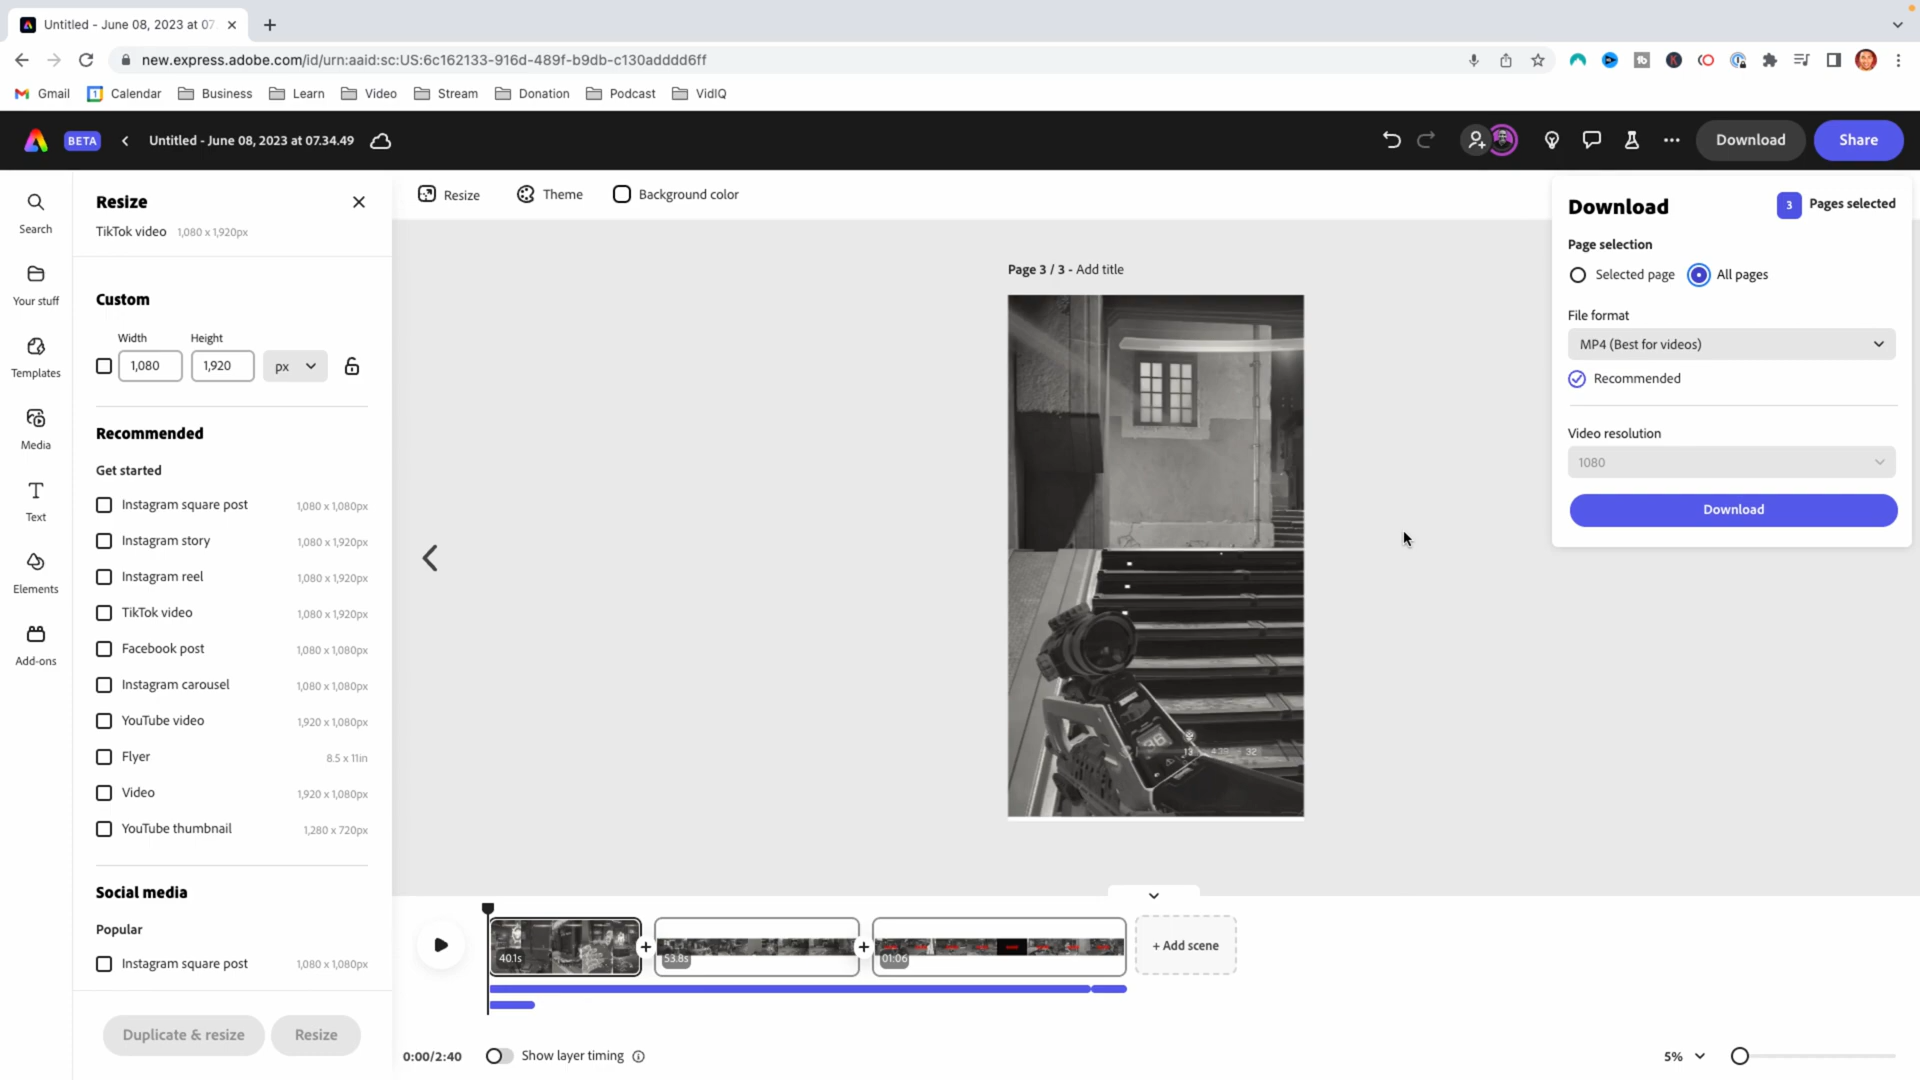 Untitled - June 08, 2023 at 07
new.express.adobe.com/id/urn:aaid:sc:US:6c162133-916d-489f-b9db-c130adddd6ff
Gmail Calendar Business Learn Video Stream Donation Podcast VidIQ
BETA Untitled - June 08, 2023 at 07.34.49 Download Share
Search
Your stuff
Templates
Media
Text
Elements
Add-ons
Resize
TikTok video 1,080 x 1,920px
Custom
Width Height
1,080 1,920 px
Recommended
Get started
Instagram square post 1,080 x 1,080px
Instagram story 1,080 x 1,920px
Instagram reel 1,080 x 1,920px
TikTok video 1,080 x 1,920px
Facebook post 1,080 x 1,080px
Instagram carousel 1,080 x 1,080px
YouTube video 1,920 x 1,080px
Flyer 8.5 x 11in
Video 1,920 x 1,080px
YouTube thumbnail 1,280 x 720px
Social media
Popular
Instagram square post 1,080 x 1,080px
Duplicate & resize Resize
Resize Theme Background color
Page 3 / 3 - Add title
36
13 4:39 32
Download 3 Pages selected
Page selection
Selected page All pages
File format
MP4 (Best for videos)
Recommended
Video resolution
1080
Download
40.1s 53.8s 01:06 + Add scene
0:00/2:40 Show layer timing 5%